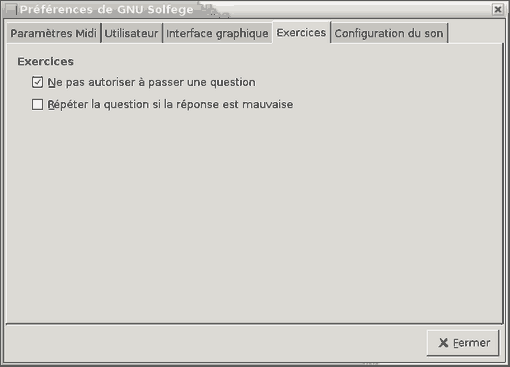 Préférences de GNU Solfege
Paramètres Midi Utilisateur Interface graphique Exercices Configuration du son
Exercices
Ne pas autoriser à passer une question
Répéter la question si la réponse est mauvaise
Fermer